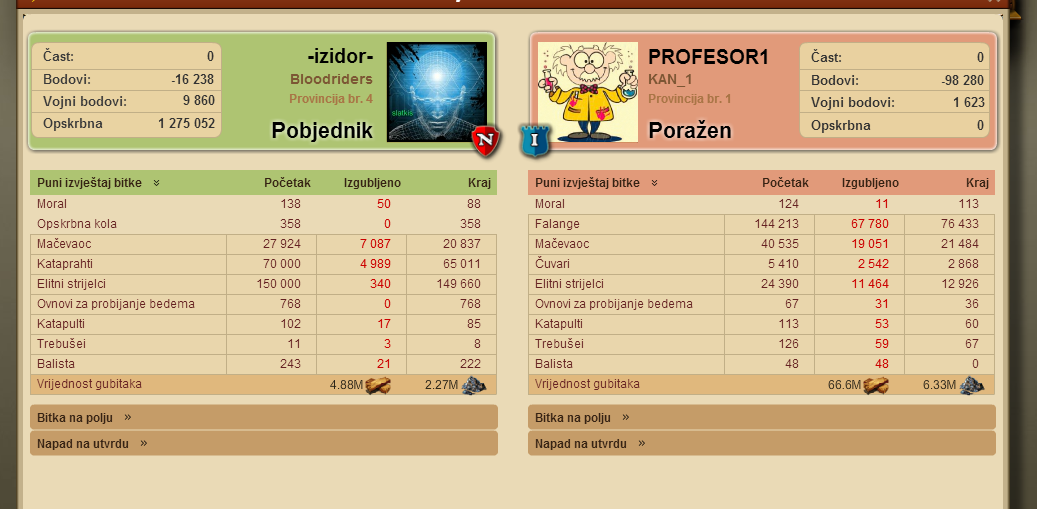 Čast: 0
Bodovi: -16 238
Vojni bodovi: 9 860
Opskrbna 1 275 052
-izidor-
Bloodriders
Provincija br. 4
Pobjednik
slatkiš
N
I
PROFESOR1
KAN_1
Provincija br. 1
Poražen
Čast: 0
Bodovi: -98 280
Vojni bodovi: 1 623
Opskrbna 0
Puni izvještaj bitke Početak Izgubljeno Kraj
Moral 138 50 88
Opskrbna kola 358 0 358
Mačevaoc 27 924 7 087 20 837
Kataprahti 70 000 4 989 65 011
Elitni strijelci 150 000 340 149 660
Ovnovi za probijanje bedema 768 0 768
Katapulti 102 17 85
Trebušei 11 3 8
Balista 243 21 222
Vrijednost gubitaka 4.88M 2.27M
Bitka na polju »
Napad na utvrdu »
Puni izvještaj bitke Početak Izgubljeno Kraj
Moral 124 11 113
Falange 144 213 67 780 76 433
Mačevaoc 40 535 19 051 21 484
Čuvari 5 410 2 542 2 868
Elitni strijelci 24 390 11 464 12 926
Ovnovi za probijanje bedema 67 31 36
Katapulti 113 53 60
Trebušei 126 59 67
Balista 48 48 0
Vrijednost gubitaka 66.6M 6.33M
Bitka na polju »
Napad na utvrdu »